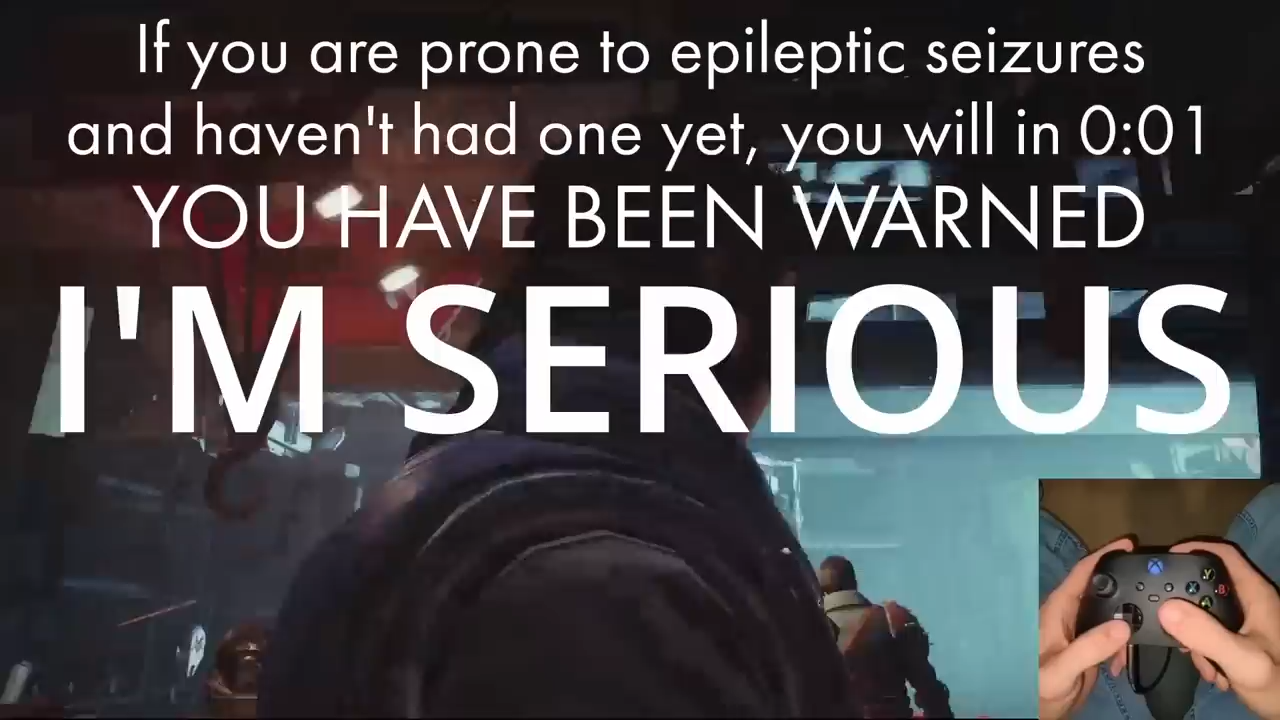 If you are prone to epileptic seizures
and haven't had one yet, you will in 0:01
YOU HAVE BEEN WARNED
I'M SERIOUS
Y
X
B
A